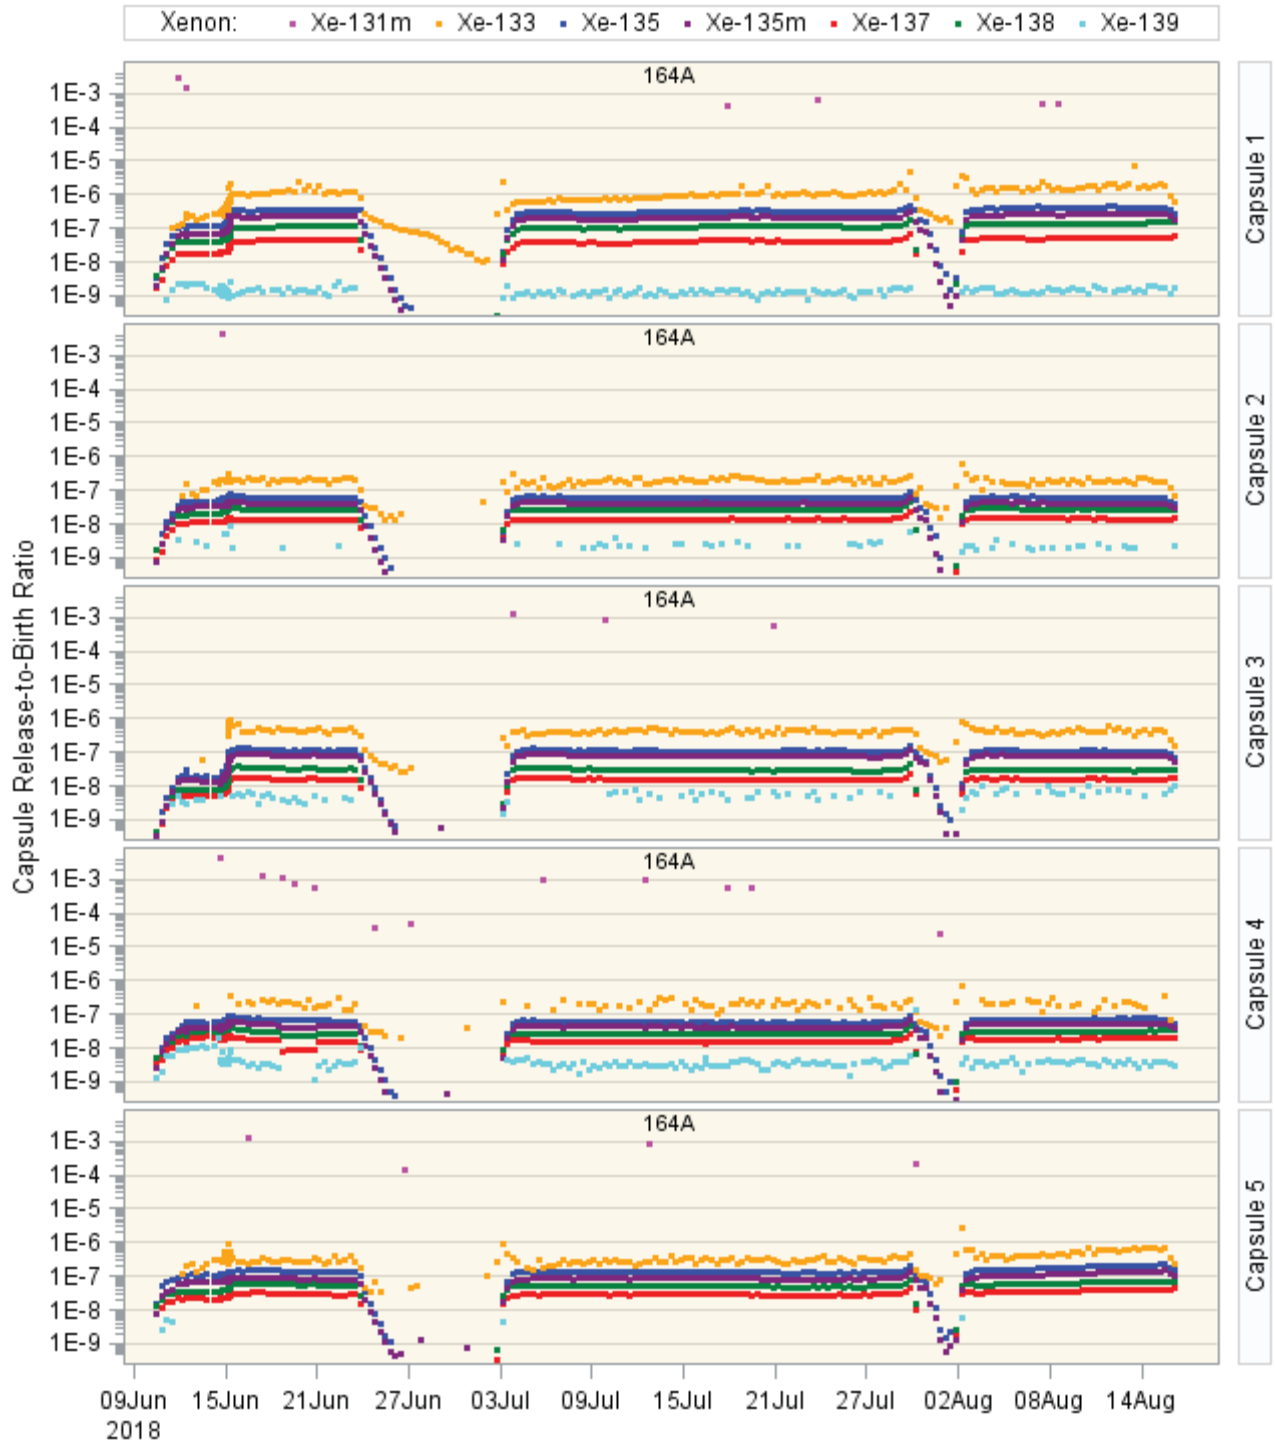 Xenon: Xe-131m Xe-133 Xe-135 Xe-135m Xe-137 Xe-138 Xe-139
Capsule Release-to-Birth Ratio
164A
1E-3
1E-4
1E-5
1E-6
1E-7
1E-8
1E-9
Capsule 1
164A
1E-3
1E-4
1E-5
1E-6
1E-7
1E-8
1E-9
Capsule 2
164A
1E-3
1E-4
1E-5
1E-6
1E-7
1E-8
1E-9
Capsule 3
164A
1E-3
1E-4
1E-5
1E-6
1E-7
1E-8
1E-9
Capsule 4
164A
1E-3
1E-4
1E-5
1E-6
1E-7
1E-8
1E-9
Capsule 5
09Jun 15Jun 21Jun 27Jun 03Jul 09Jul 15Jul 21Jul 27Jul 02Aug 08Aug 14Aug
2018